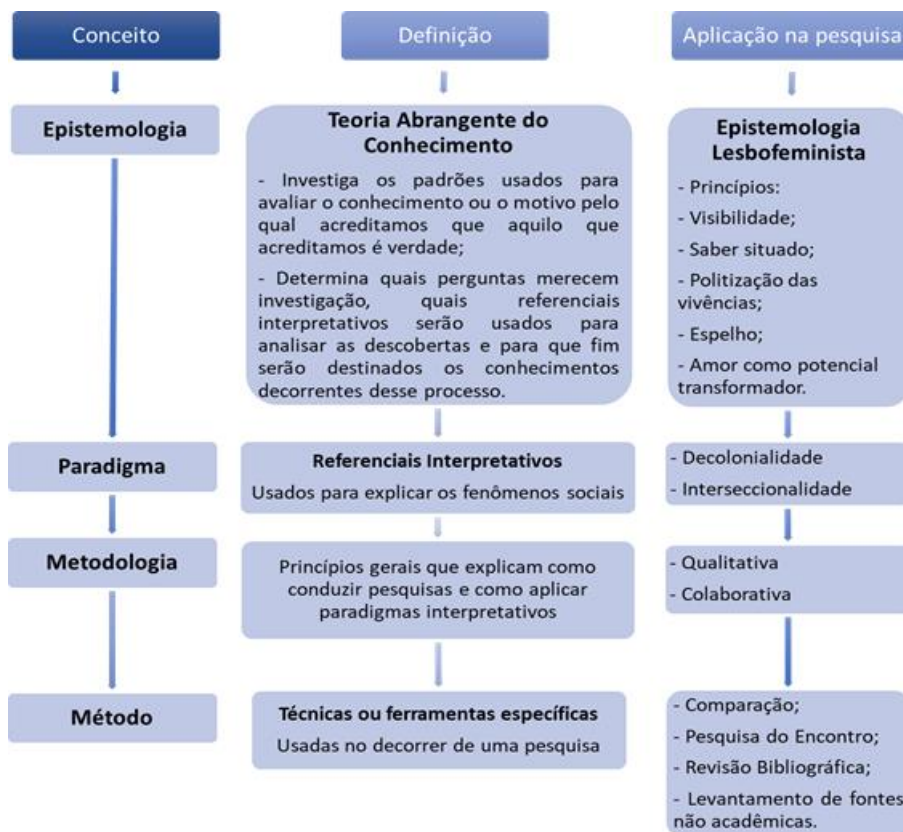 Conceito
Definição
Aplicação na pesquisa
Epistemologia
Teoria Abrangente do
Conhecimento
- Investiga os padrões usados para
avaliar o conhecimento ou o motivo pelo
qual acreditamos que aquilo que
acreditamos é verdade;
- Determina quais perguntas merecem
investigação, quais referenciais
interpretativos serão usados para
analisar as descobertas e para que fim
serão destinados os conhecimentos
decorrentes desse processo.
Epistemologia
Lesbofeminista
- Princípios:
- Visibilidade;
- Saber situado;
- Politização das
vivências;
- Espelho;
- Amor como potencial
transformador.
Paradigma
Referenciais Interpretativos
Usados para explicar os fenômenos sociais
- Decolonialidade
- Interseccionalidade
Metodologia
Princípios gerais que explicam como
conduzir pesquisas e como aplicar
paradigmas interpretativos
- Qualitativa
- Colaborativa
Método
Técnicas ou ferramentas específicas
Usadas no decorrer de uma pesquisa
- Comparação;
- Pesquisa do Encontro;
- Revisão Bibliográfica;
- Levantamento de fontes
não acadêmicas.